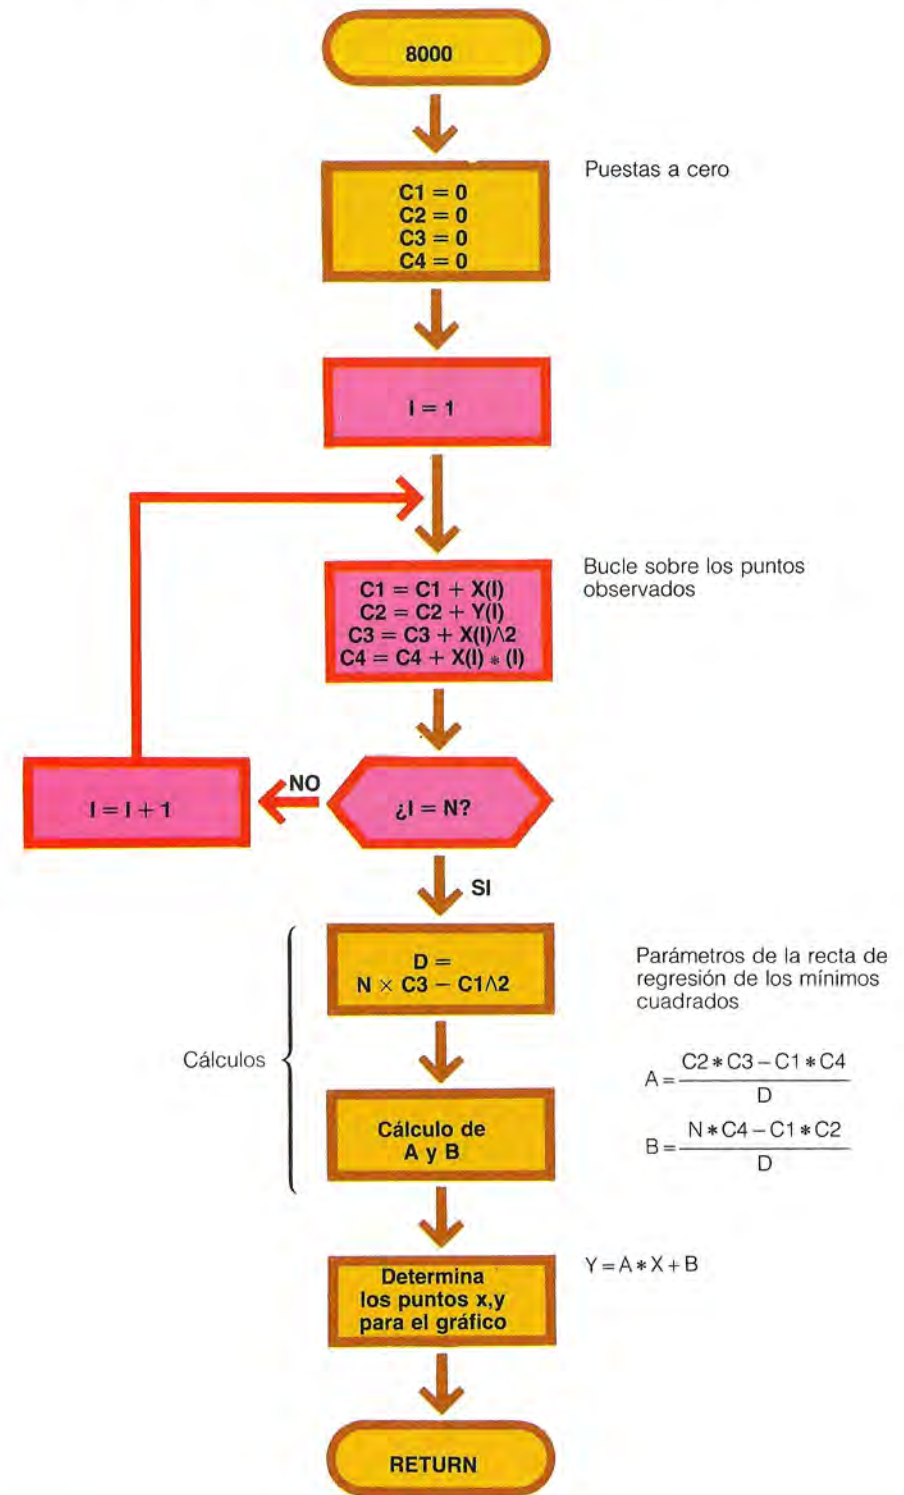 8000
Puestas a cero
C1 = 0
C2 = 0
C3 = 0
C4 = 0
I = 1
Bucle sobre los puntos
observados
C1 = C1 + X(I)
C2 = C2 + Y(I)
C3 = C3 + X(I)∧2
C4 = C4 + X(I) * (I)
NO
I = I + 1
¿I = N?
SI
D =
N × C3 − C1∧2
Parámetros de la recta de
regresión de los mínimos
cuadrados
Cálculos
A = C2 * C3 − C1 * C4
D
Cálculo de
A y B
B = N * C4 − C1 * C2
D
Determina
los puntos x,y
para el gráfico
Y = A * X + B
RETURN